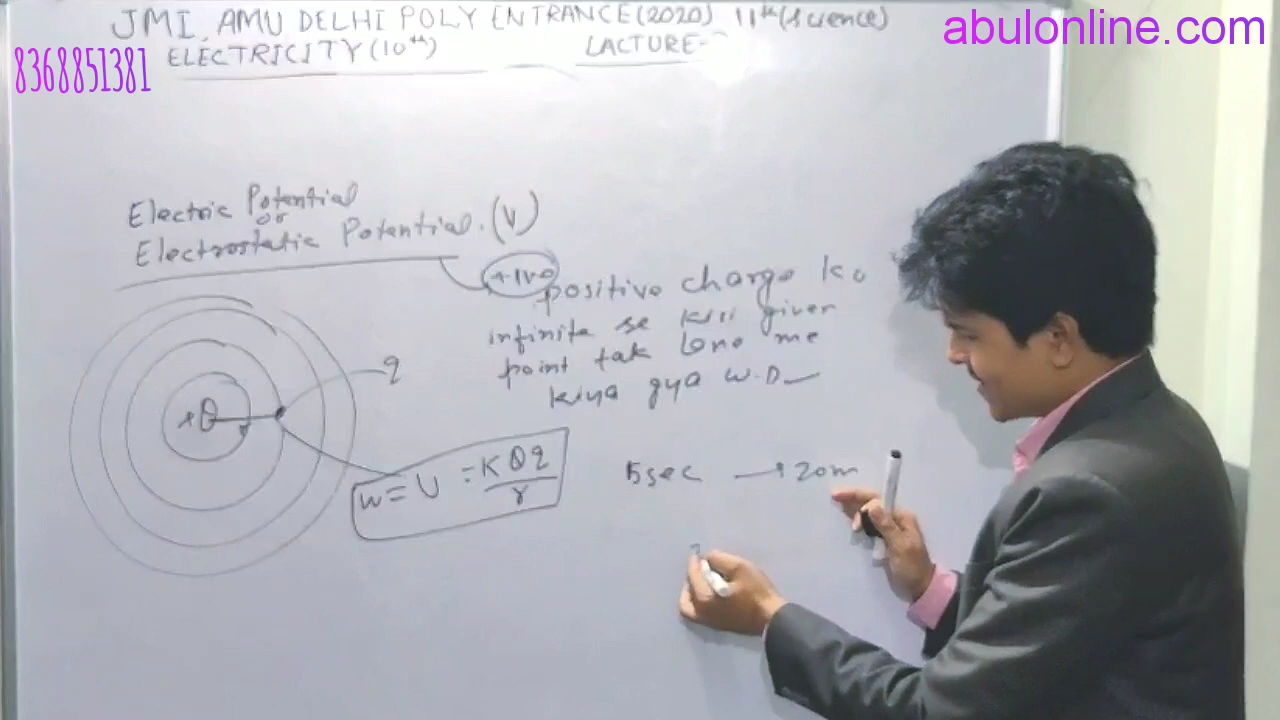 JMI, AMU DELHI POLY ENTRANCE (2020) 11th (science)
abulonline.com
ELECTRICITY (10th)
LACTURE-
8368851381
Electric Potential
or
Electrostatic Potential. (V)
+1ve
positive charge ko
infinite se kisi given
point tak lane me
kiya gya W.D
q
+Q
W = U = KQq/r
5sec → 20m